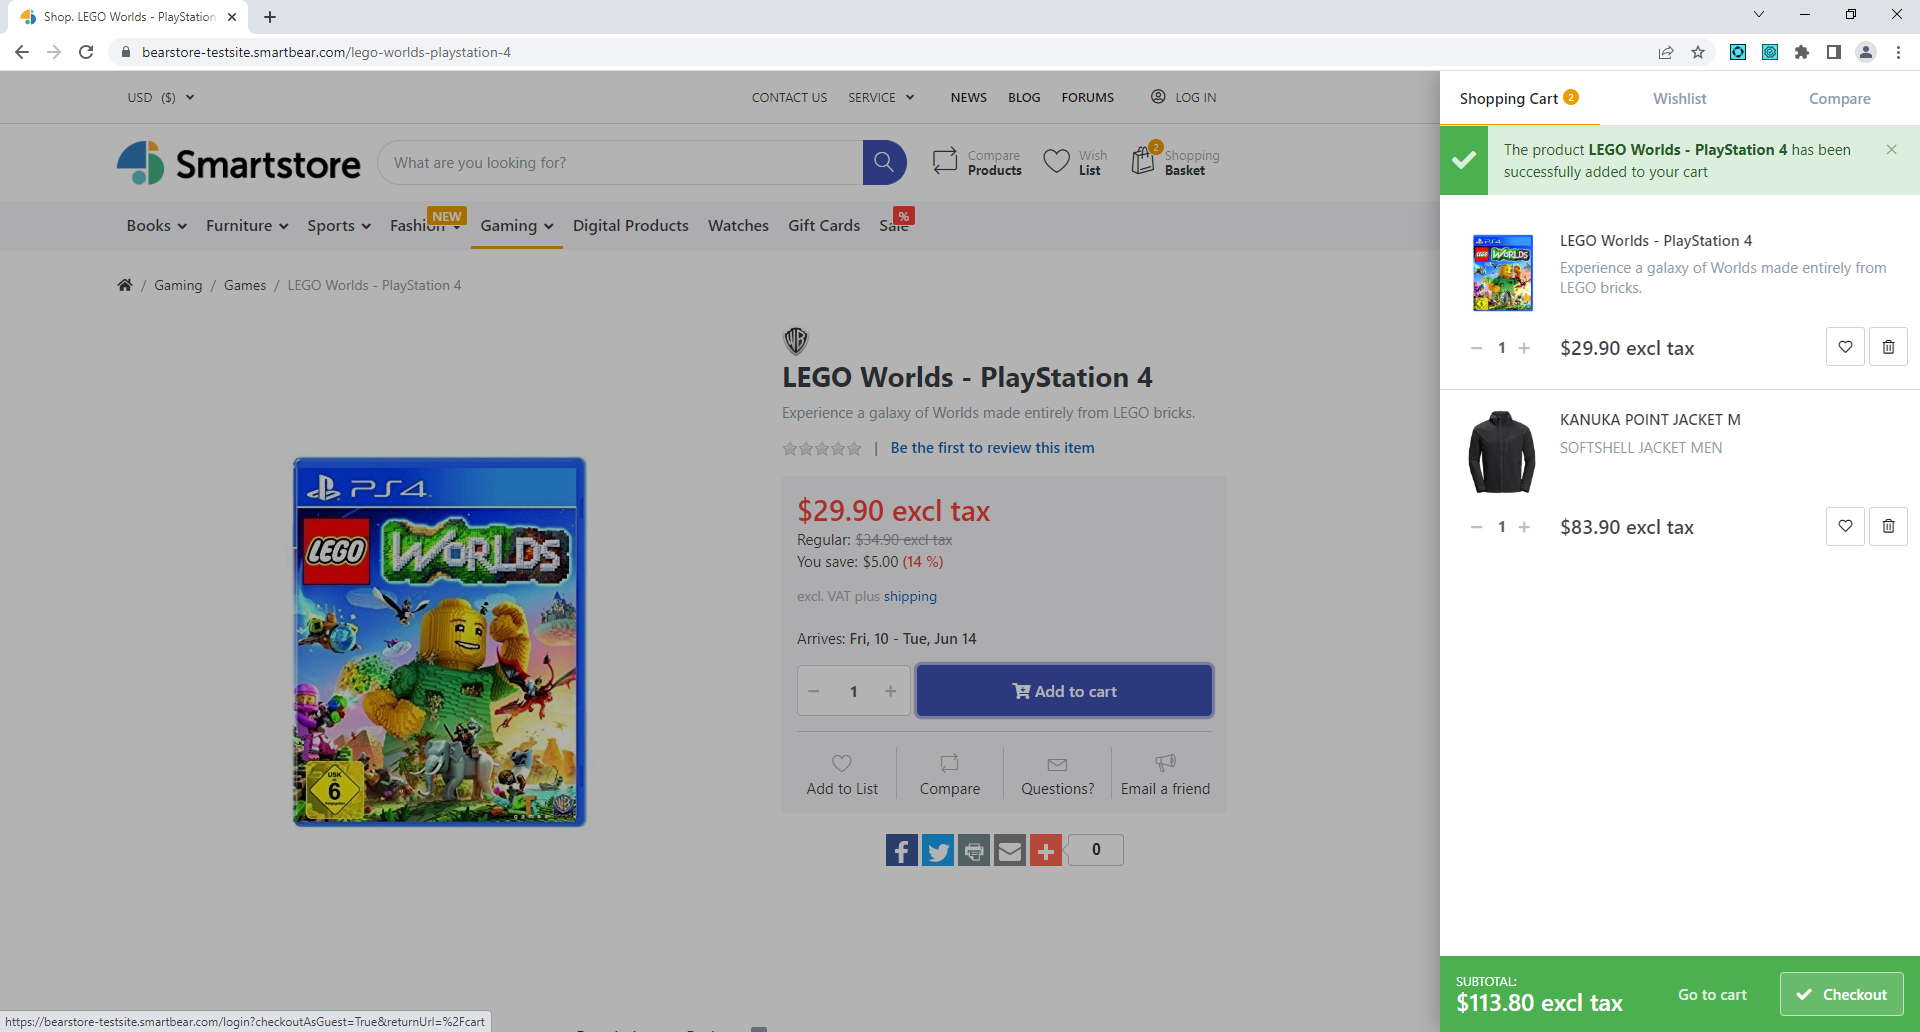 Shop. LEGO Worlds - PlayStation
bearstore-testsite.smartbear.com/lego-worlds-playstation-4
USD ($)
CONTACT US SERVICE NEWS BLOG FORUMS LOG IN
Smartstore
What are you looking for?
Compare
Products
Wish
List
2
Shopping
Basket
Books Furniture Sports Fashion NEW Gaming Digital Products Watches Gift Cards Sale %
/ Gaming / Games / LEGO Worlds - PlayStation 4
WB
LEGO Worlds - PlayStation 4
Experience a galaxy of Worlds made entirely from LEGO bricks.
| Be the first to review this item
PS4
LEGO WORLDS
USK
6
$29.90 excl tax
Regular: $34.90 excl tax
You save: $5.00 (14 %)
excl. VAT plus shipping
Arrives: Fri, 10 - Tue, Jun 14
1
Add to cart
Add to List Compare Questions? Email a friend
0
Shopping Cart 2 Wishlist Compare
The product LEGO Worlds - PlayStation 4 has been
successfully added to your cart
LEGO Worlds - PlayStation 4
Experience a galaxy of Worlds made entirely from
LEGO bricks.
1 $29.90 excl tax
KANUKA POINT JACKET M
SOFTSHELL JACKET MEN
1 $83.90 excl tax
SUBTOTAL:
$113.80 excl tax
Go to cart
Checkout
https://bearstore-testsite.smartbear.com/login?checkoutAsGuest=True&returnUrl=%2Fcart